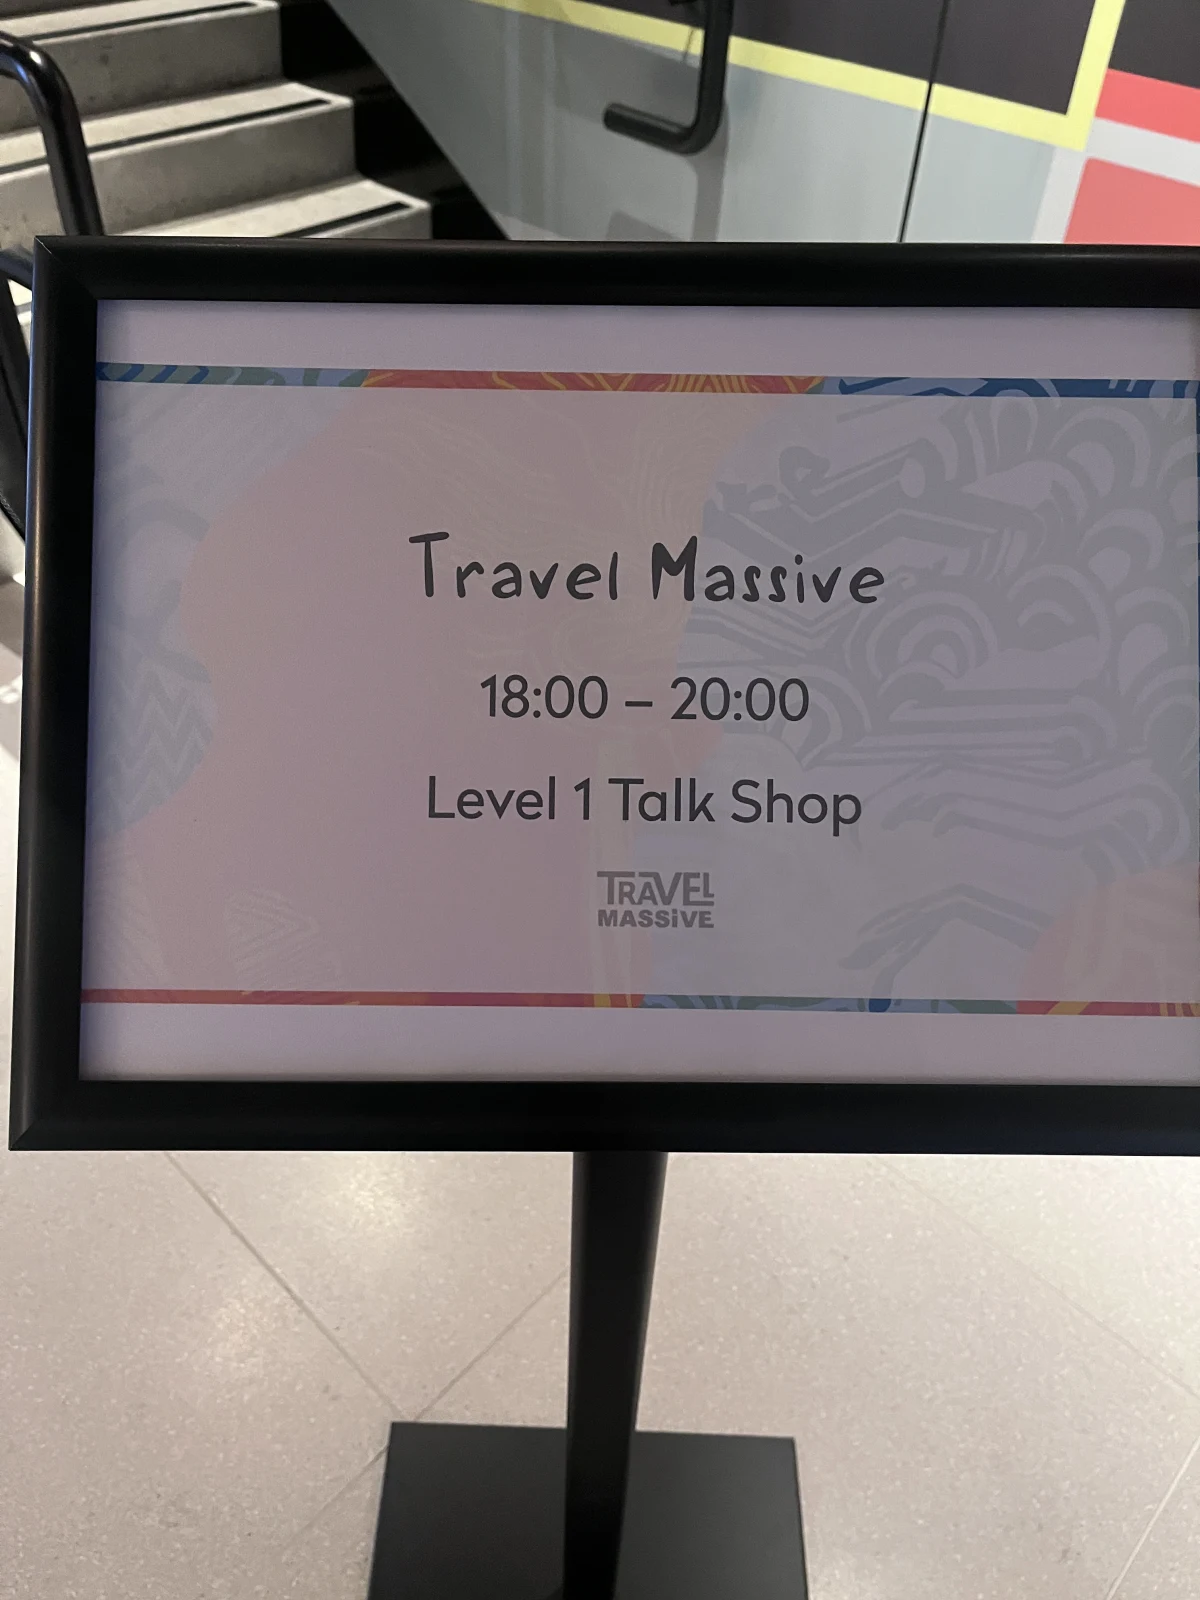 Travel Massive
18:00 – 20:00
Level 1 Talk Shop
TRAVEL
MASSiVE